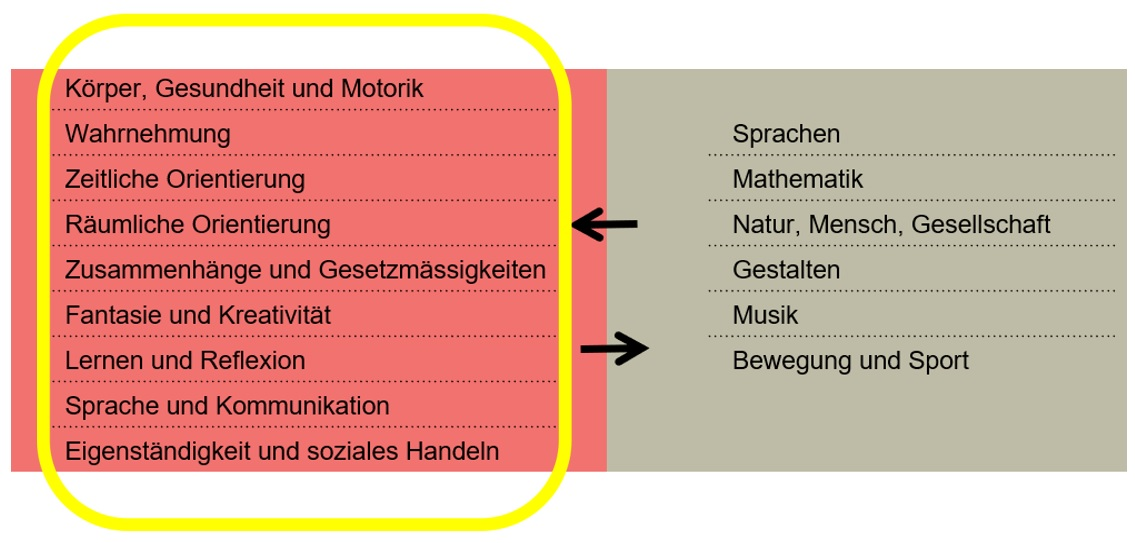 Körper, Gesundheit und Motorik
Wahrnehmung
Zeitliche Orientierung
Räumliche Orientierung
Zusammenhänge und Gesetzmässigkeiten
Fantasie und Kreativität
Lernen und Reflexion
Sprache und Kommunikation
Eigenständigkeit und soziales Handeln
Sprachen
Mathematik
Natur, Mensch, Gesellschaft
Gestalten
Musik
Bewegung und Sport